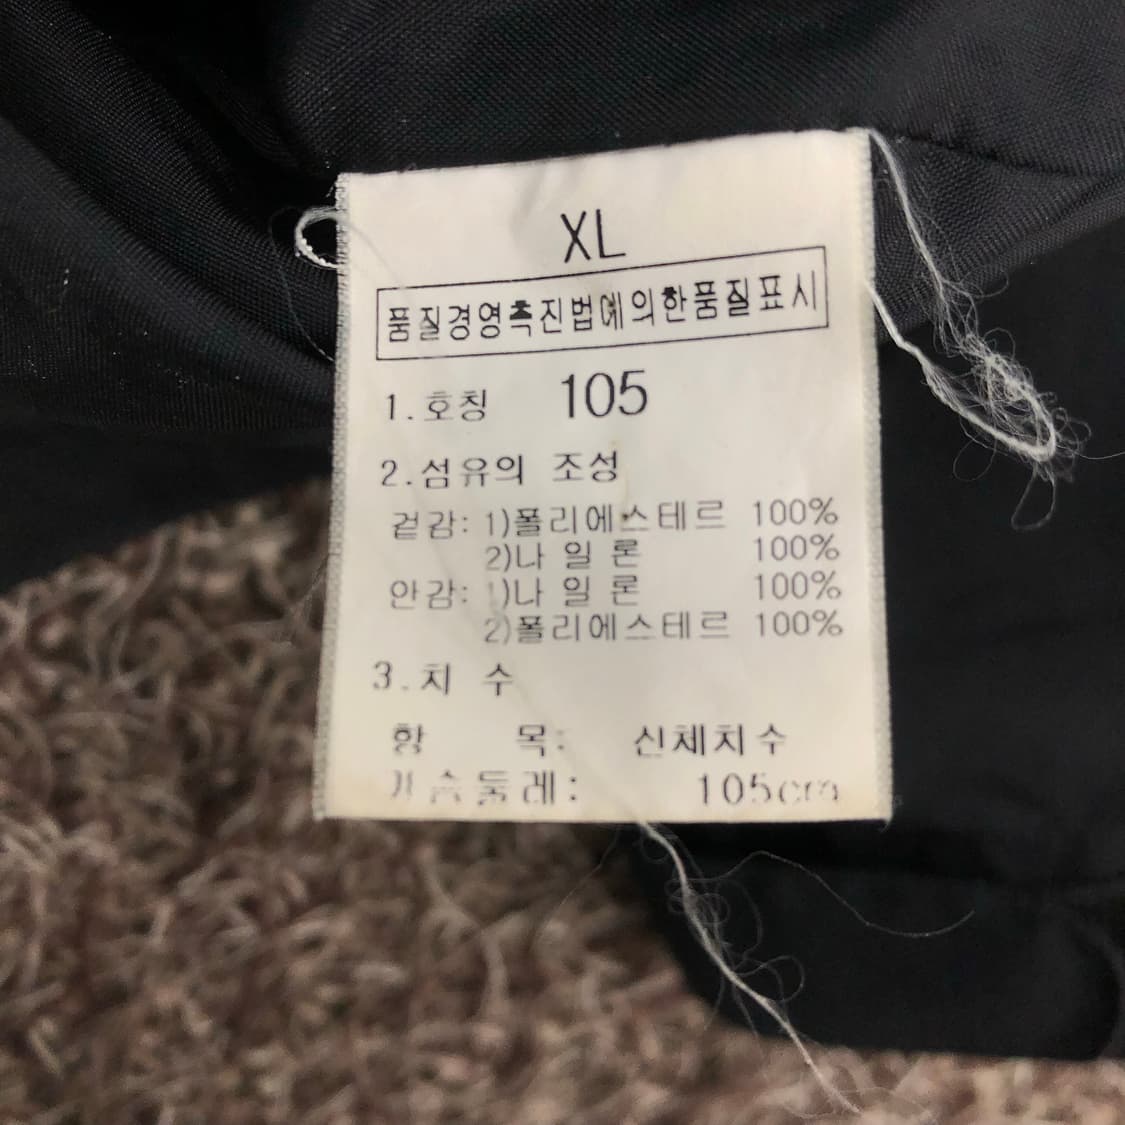 XL
품질경영촉진법에의한품질표시
1.호칭 105
2.섬유의 조성
겉감: 1)폴리에스테르 100%
2)나 일 론 100%
안감: 1)나 일 론 100%
2)폴리에스테르 100%
3.치 수
항 목: 신체치수
가슴둘레: 105cm